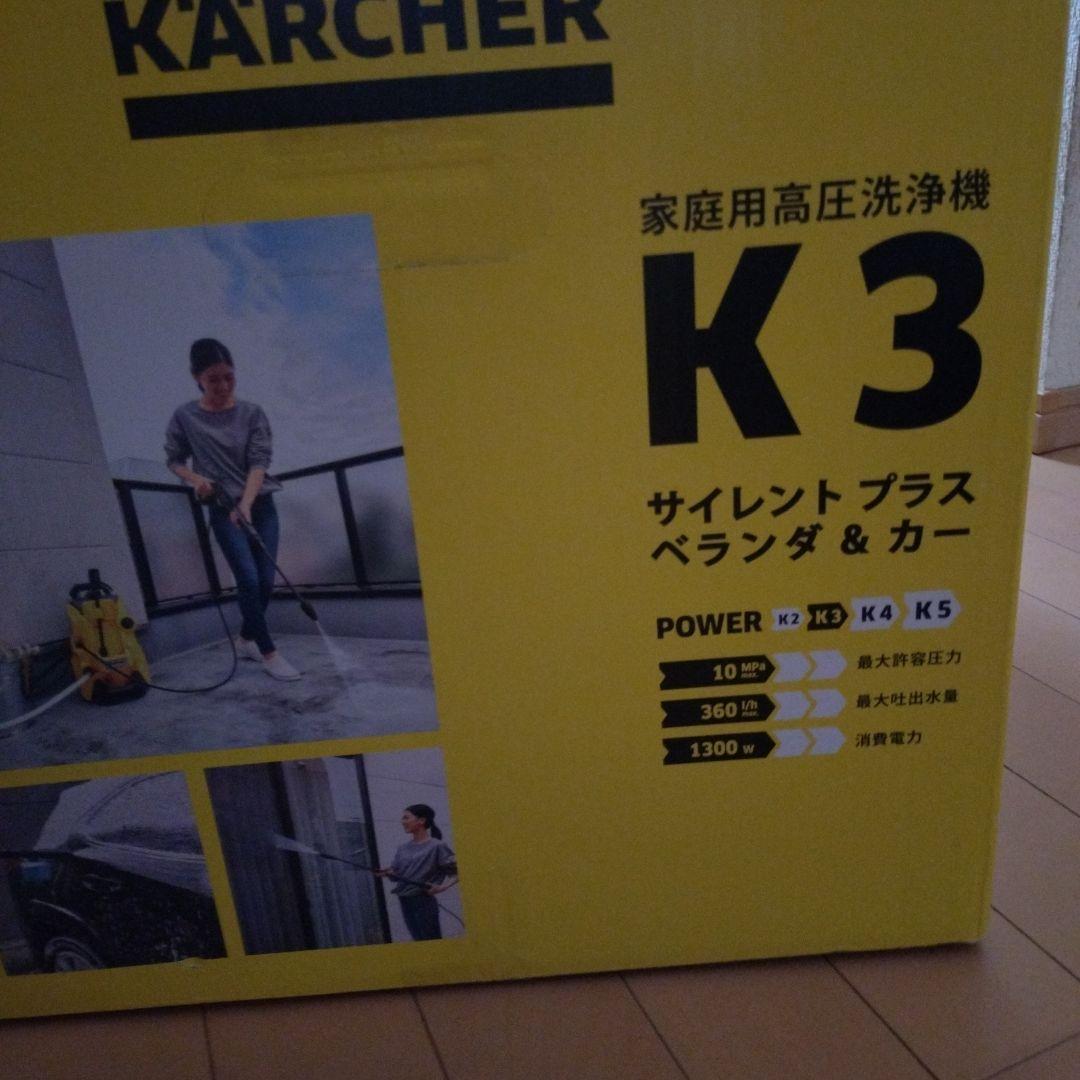 KÄRCHER
家庭用高圧洗浄機
K 3
サイレント プラス
ベランダ & カー
POWER K2 K3 K4 K5
10 MPa max. 最大許容圧力
360 l/h max. 最大吐出水量
1300 W 消費電力